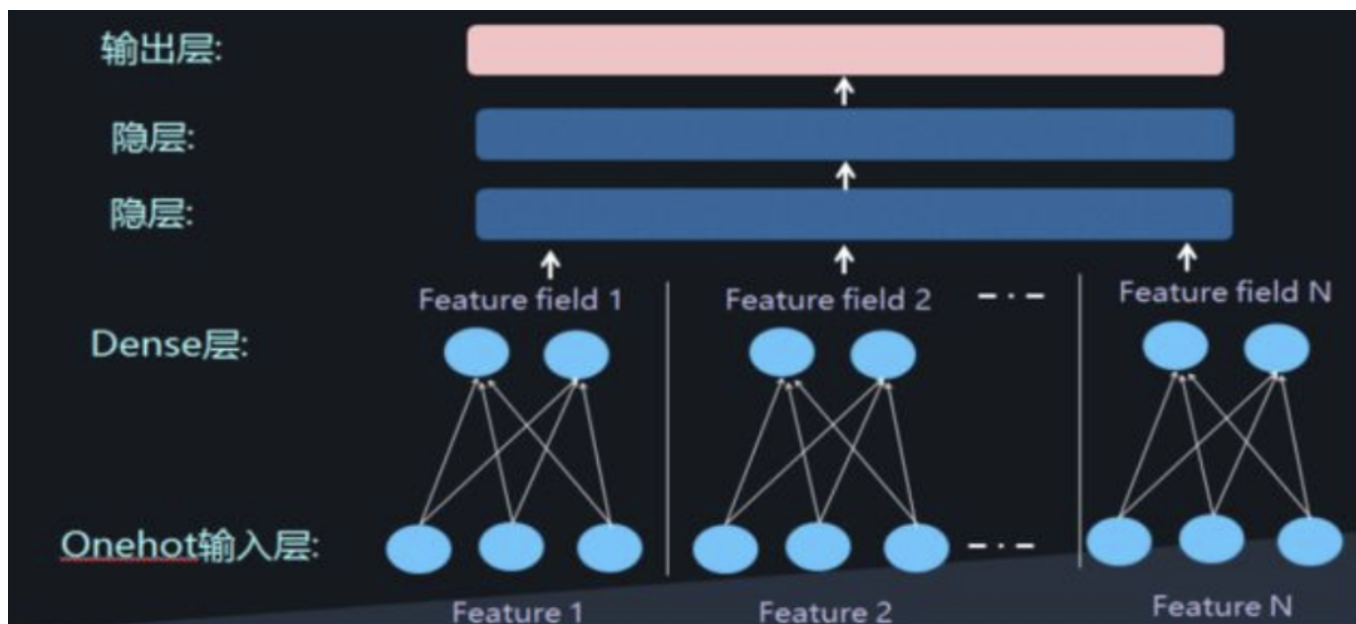 输出层:
隐层:
隐层:
Feature field 1 Feature field 2 Feature field N
Dense层:
Onehot输入层:
Feature 1 Feature 2 Feature N